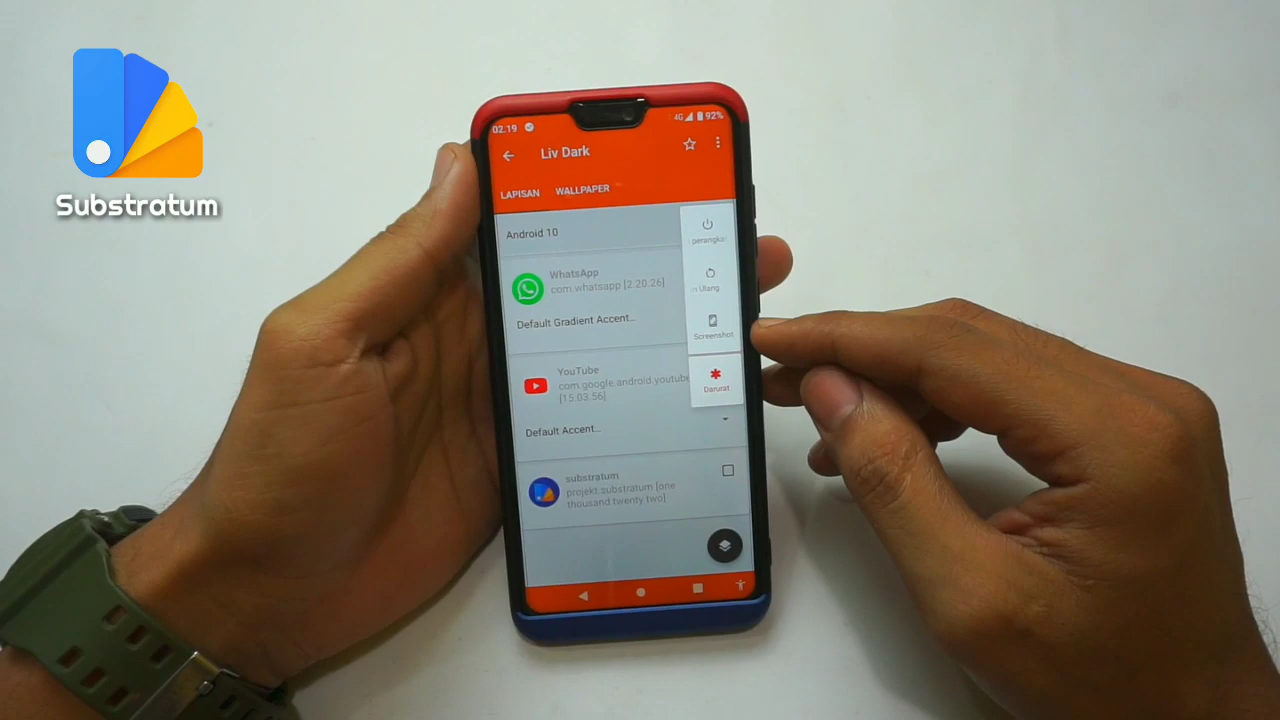 Substratum
02.19
4G 92%
Liv Dark
LAPISAN WALLPAPER
Android 10
perangka
WhatsApp
com.whatsapp [2.20.26]
n Ulang
Default Gradient Accent...
Screenshot
YouTube
com.google.android.youtube
[15.03.56]
Darurat
Default Accent...
substratum
projekt.substratum [one
thousand twenty two]